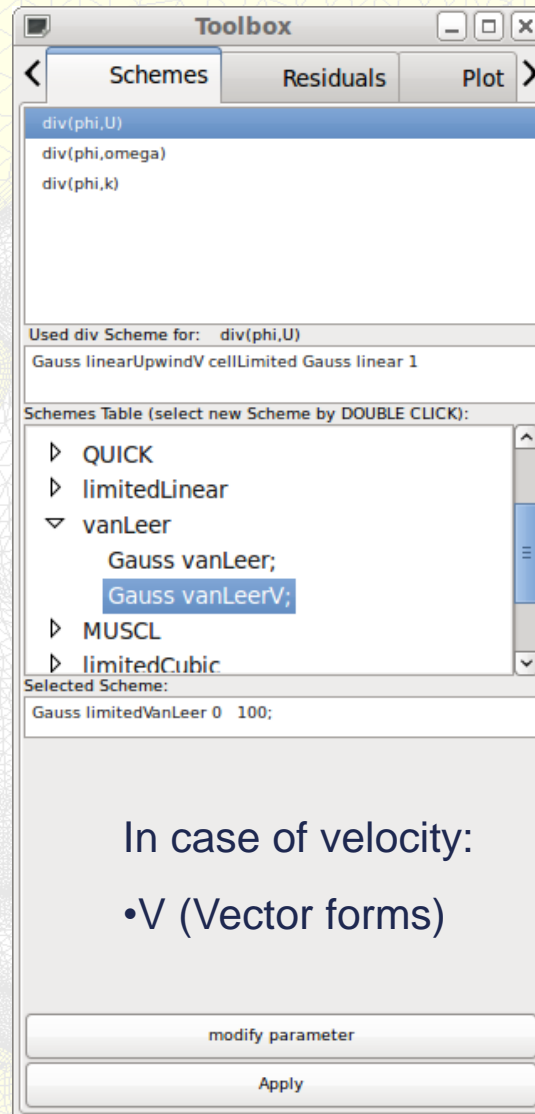 Toolbox
Schemes Residuals Plot
div(phi,U)
div(phi,omega)
div(phi,k)
Used div Scheme for: div(phi,U)
Gauss linearUpwindV cellLimited Gauss linear 1
Schemes Table (select new Scheme by DOUBLE CLICK):
QUICK
limitedLinear
vanLeer
Gauss vanLeer;
Gauss vanLeerV;
MUSCL
limitedCubic
Selected Scheme:
Gauss limitedVanLeer 0 100;
In case of velocity:
•V (Vector forms)
modify parameter
Apply